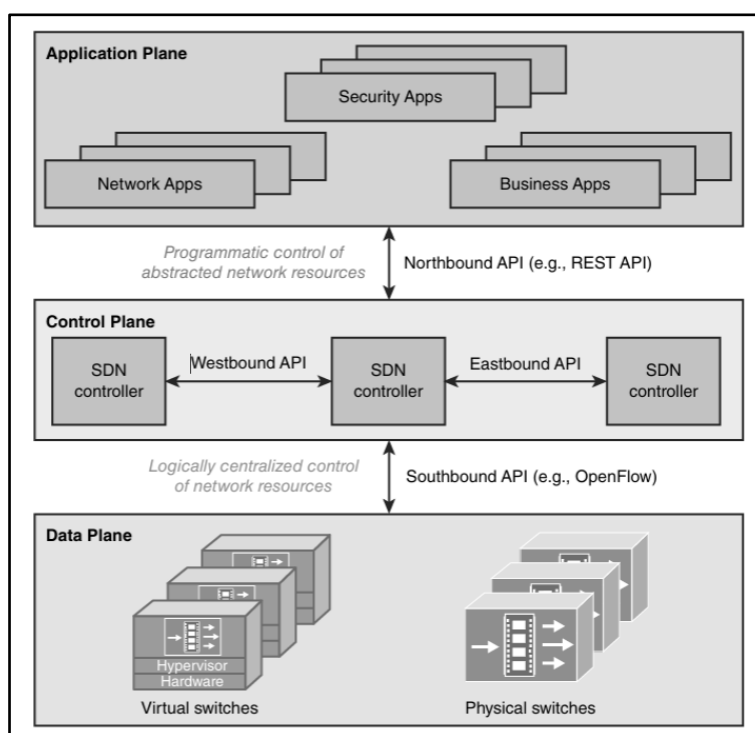 Application Plane
Security Apps
Network Apps
Business Apps
Programmatic control of
abstracted network resources
Northbound API (e.g., REST API)
Control Plane
SDN
controller
Westbound API
SDN
controller
Eastbound API
SDN
controller
Logically centralized control
of network resources
Southbound API (e.g., OpenFlow)
Data Plane
Hypervisor
Hardware
Virtual switches
Physical switches